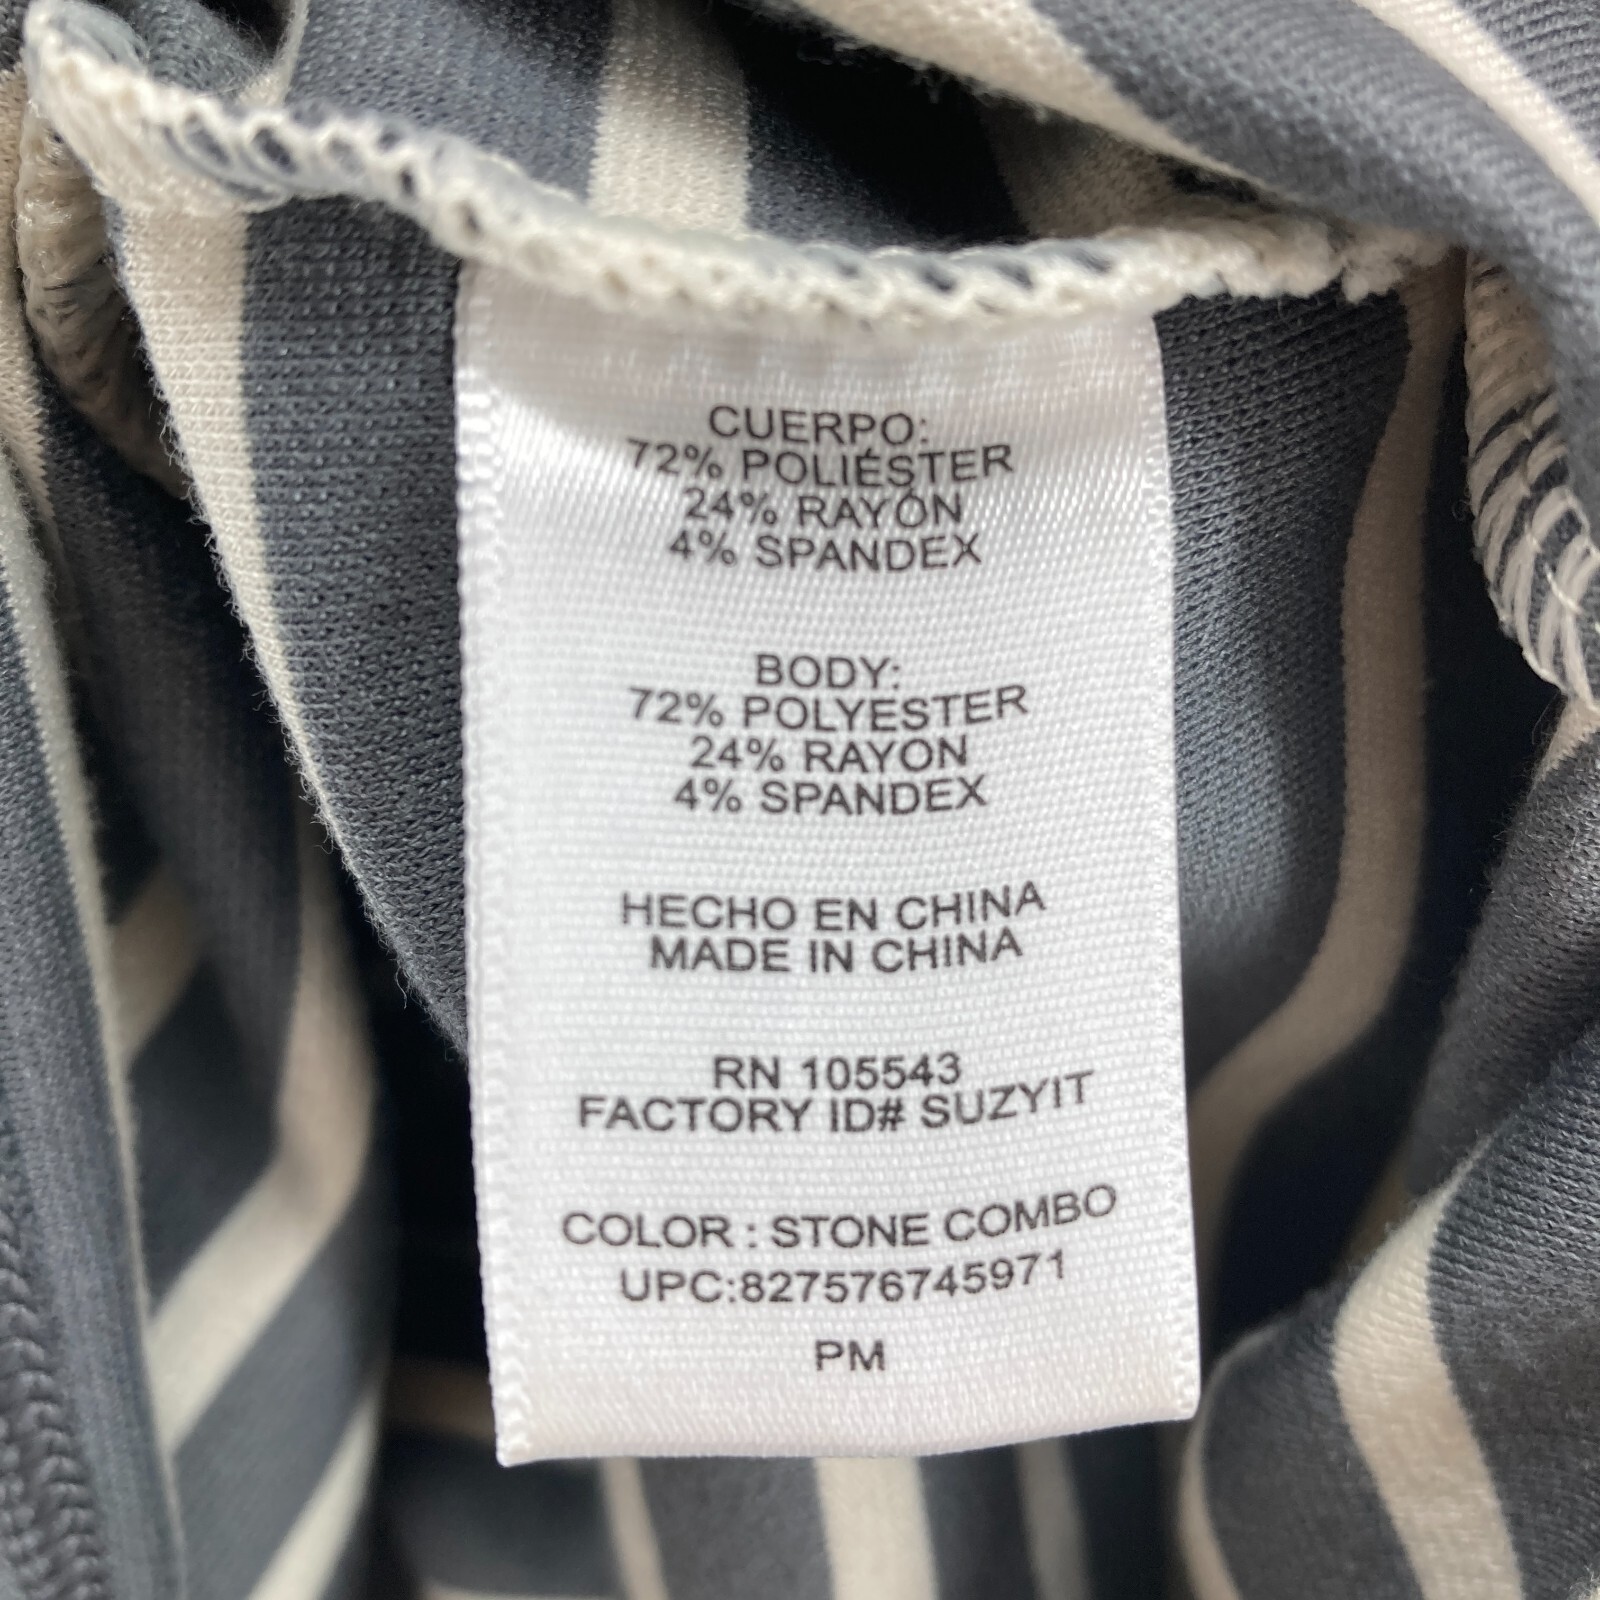 CUERPO:
72% POLIÉSTER
24% RAYÓN
4% SPANDEX
BODY:
72% POLYESTER
24% RAYON
4% SPANDEX
HECHO EN CHINA
MADE IN CHINA
RN 105543
FACTORY ID# SUZYIT
COLOR : STONE COMBO
UPC:827576745971
PM